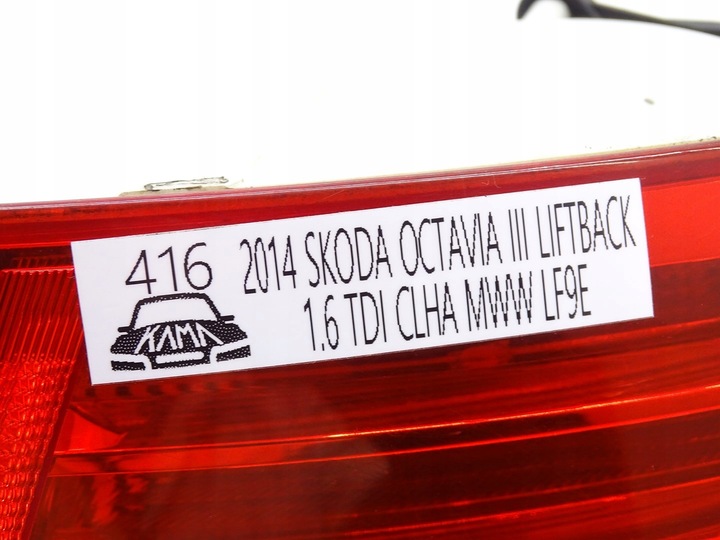 416
2014 SKODA OCTAVIA III LIFTBACK
1.6 TDI CLHA MWW LF9E
KAMA